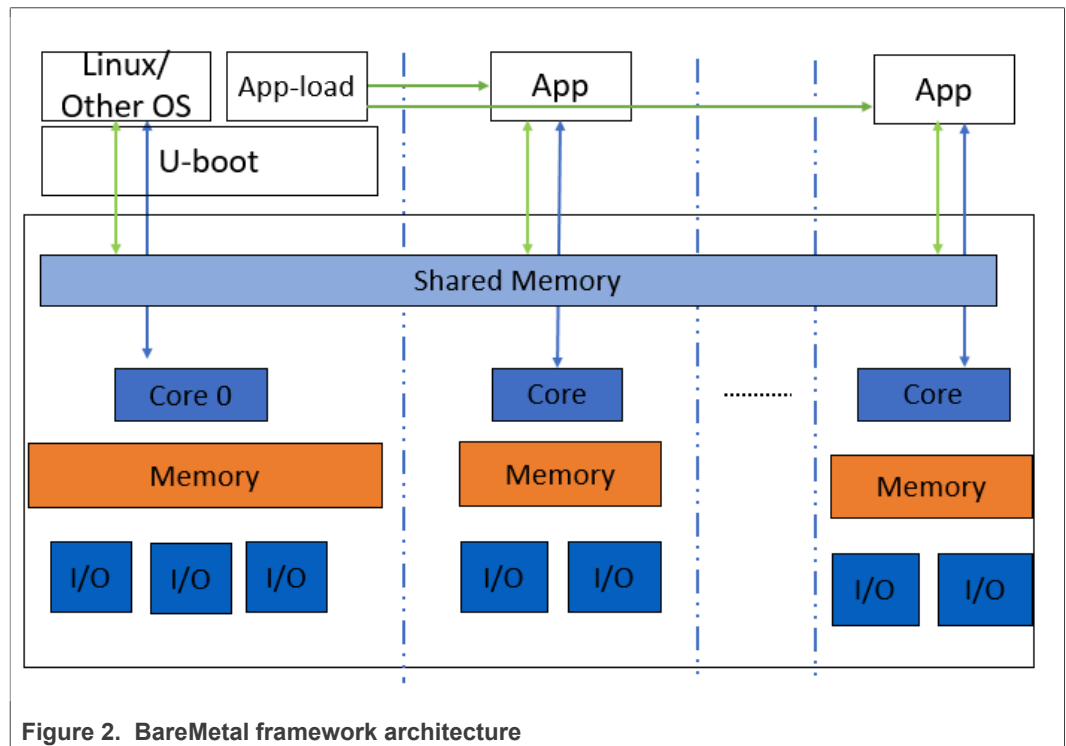 Linux/
Other OS
App-load
App
App
U-boot
Shared Memory
Core 0
Core
..........
Core
Memory
Memory
Memory
I/O
I/O
I/O
I/O
I/O
I/O
I/O
Figure 2. BareMetal framework architecture